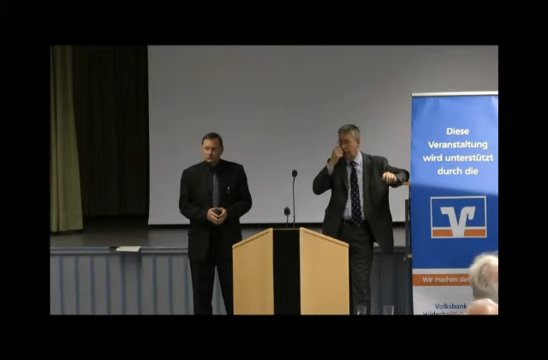 Diese
Veranstaltung
wird unterstützt
durch die
Wir machen den
Volksbank